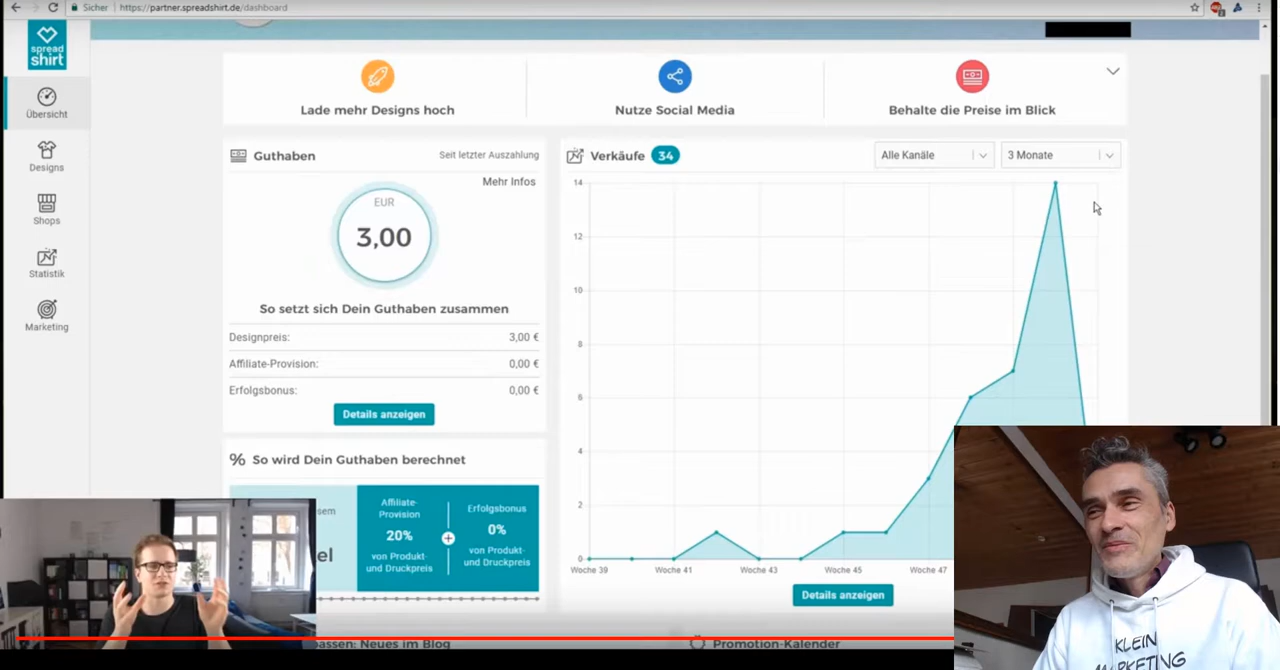 Sicher
https://partner.spreadshirt.de/dashboard
spread
shirt
Übersicht
Designs
Shops
Statistik
Marketing
Lade mehr Designs hoch
Nutze Social Media
Behalte die Preise im Blick
Guthaben
Seit letzter Auszahlung
Mehr Infos
EUR
3,00
So setzt sich Dein Guthaben zusammen
Designpreis: 3,00 €
Affiliate-Provision: 0,00 €
Erfolgsbonus: 0,00 €
Details anzeigen
So wird Dein Guthaben berechnet
Affiliate-
Provision
20%
von Produkt-
und Druckpreis
Erfolgsbonus
0%
von Produkt-
und Druckpreis
Verkäufe 34
Alle Kanäle
3 Monate
14
12
10
8
6
4
2
0
Woche 39 Woche 41 Woche 43 Woche 45 Woche 47
Details anzeigen
passen: Neues im Blog
Promotion-Kalender
KLEIN
MARKETING